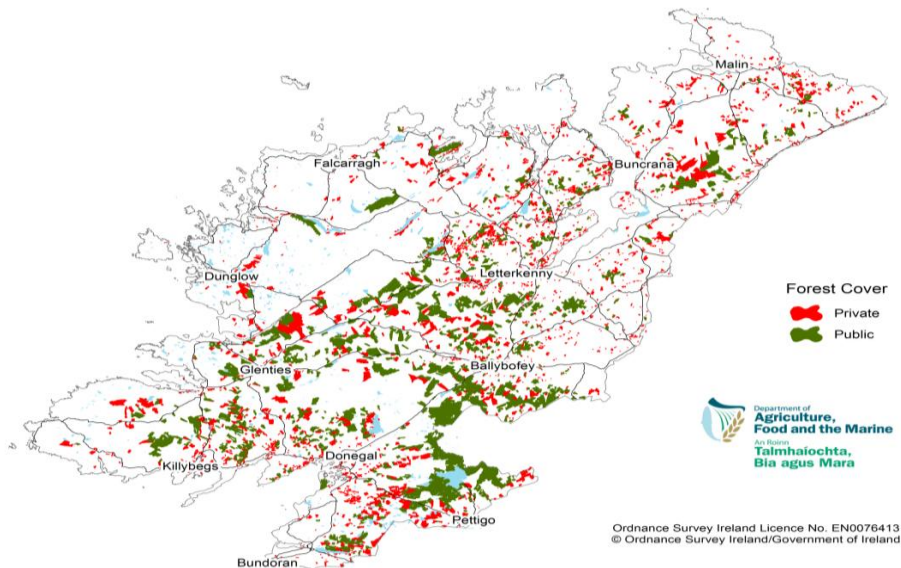 Malin
Buncrana
Falcarragh
Dunglow
Letterkenny
Forest Cover
Private
Public
Glenties
Ballybofey
Department of
Agriculture,
Food and the Marine
An Roinn
Talmhaíochta,
Bia agus Mara
Donegal
Killybegs
Pettigo
Ordnance Survey Ireland Licence No. EN0076413
© Ordnance Survey Ireland/Government of Ireland
Bundoran